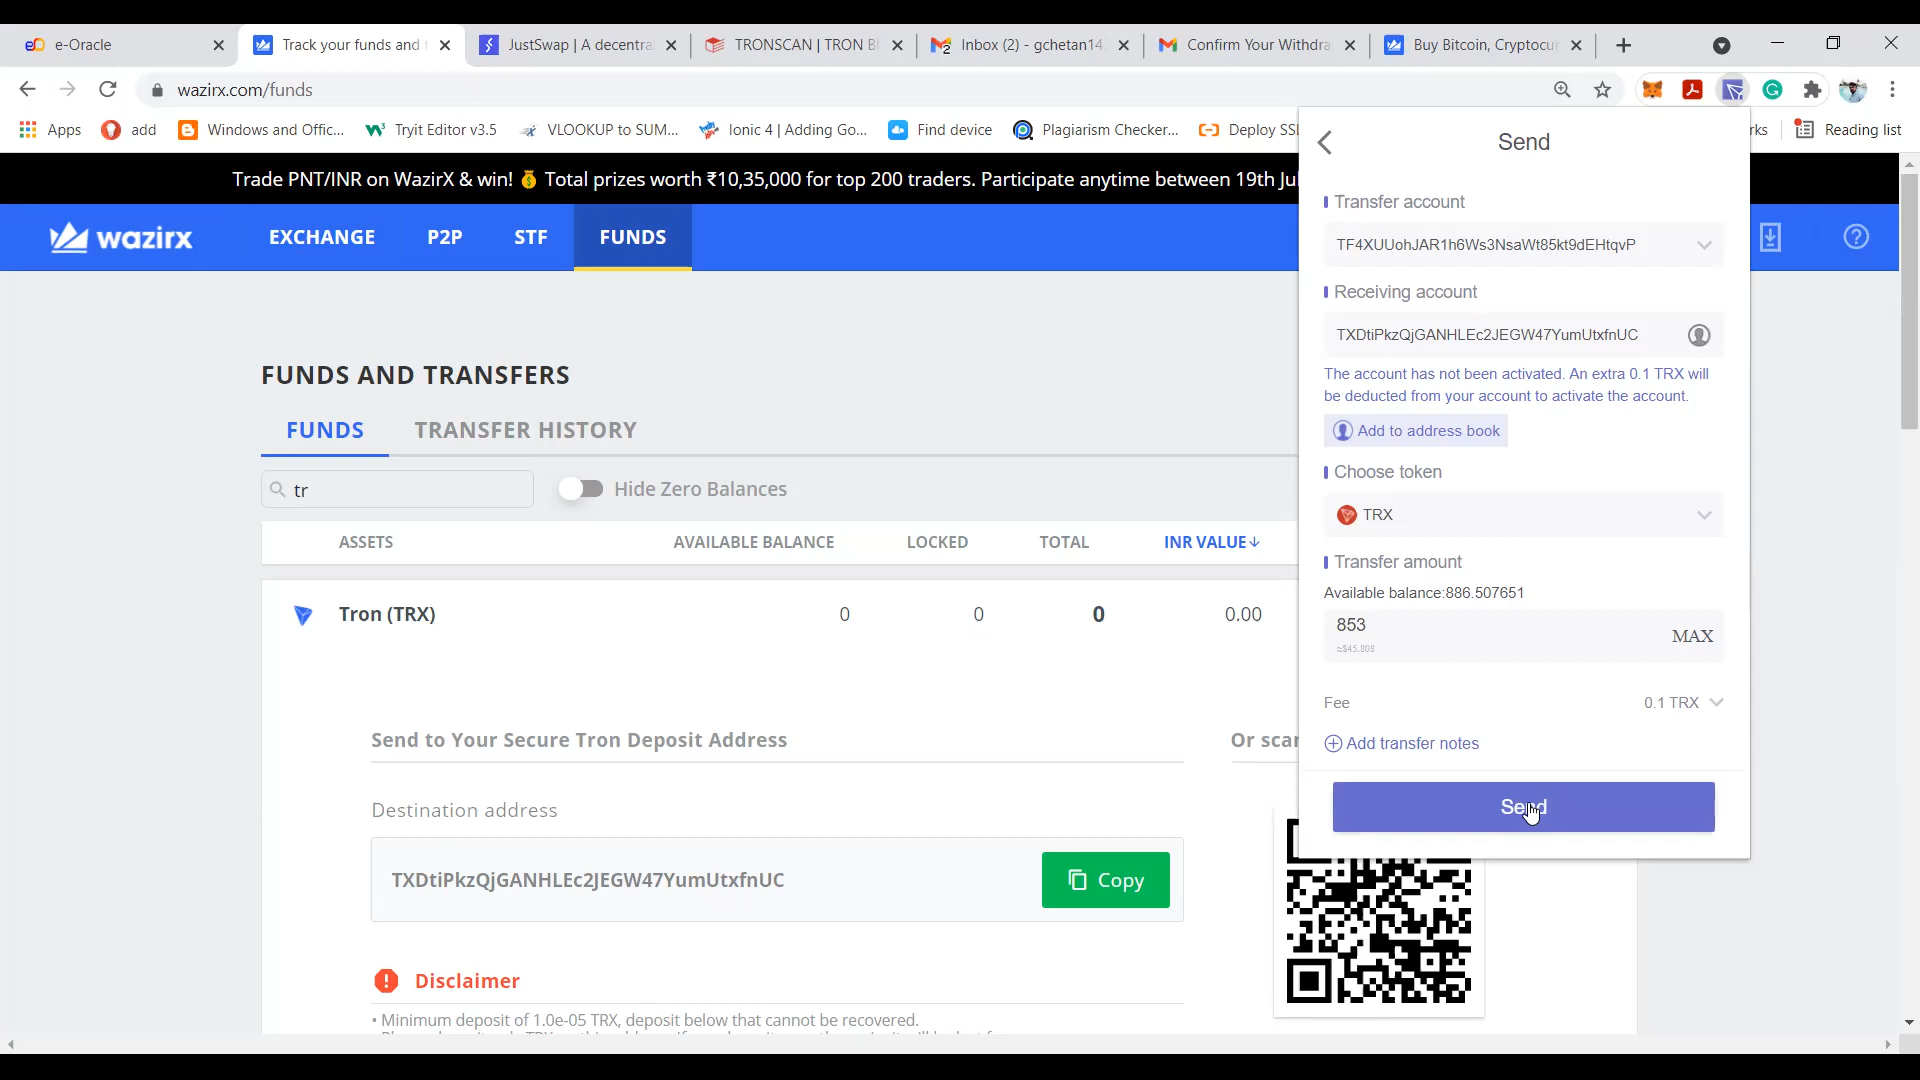 e-Oracle
Track your funds and
JustSwap | A decentra
TRONSCAN | TRON B
Inbox (2) - gchetan14
Confirm Your Withdra
Buy Bitcoin, Cryptocur
wazirx.com/funds
Apps
add
Windows and Offic...
Tryit Editor v3.5
VLOOKUP to SUM...
Ionic 4 | Adding Go...
Find device
Plagiarism Checker...
Deploy SSL
rks
Reading list
Trade PNT/INR on WazirX & win! 💰 Total prizes worth ₹10,35,000 for top 200 traders. Participate anytime between 19th Jul
wazirx
EXCHANGE
P2P
STF
FUNDS
FUNDS AND TRANSFERS
FUNDS
TRANSFER HISTORY
tr
Hide Zero Balances
ASSETS
AVAILABLE BALANCE
LOCKED
TOTAL
INR VALUE↓
Tron (TRX)
0
0
0
0.00
Send to Your Secure Tron Deposit Address
Or scan
Destination address
TXDtiPkzQjGANHLEc2JEGW47YumUtxfnUC
Copy
Disclaimer
• Minimum deposit of 1.0e-05 TRX, deposit below that cannot be recovered.
Send
Transfer account
TF4XUUohJAR1h6Ws3NsaWt85kt9dEHtqvP
Receiving account
TXDtiPkzQjGANHLEc2JEGW47YumUtxfnUC
The account has not been activated. An extra 0.1 TRX will
be deducted from your account to activate the account.
Add to address book
Choose token
TRX
Transfer amount
Available balance:886.507651
853
≈$45.808
MAX
Fee
0.1 TRX
Add transfer notes
Send